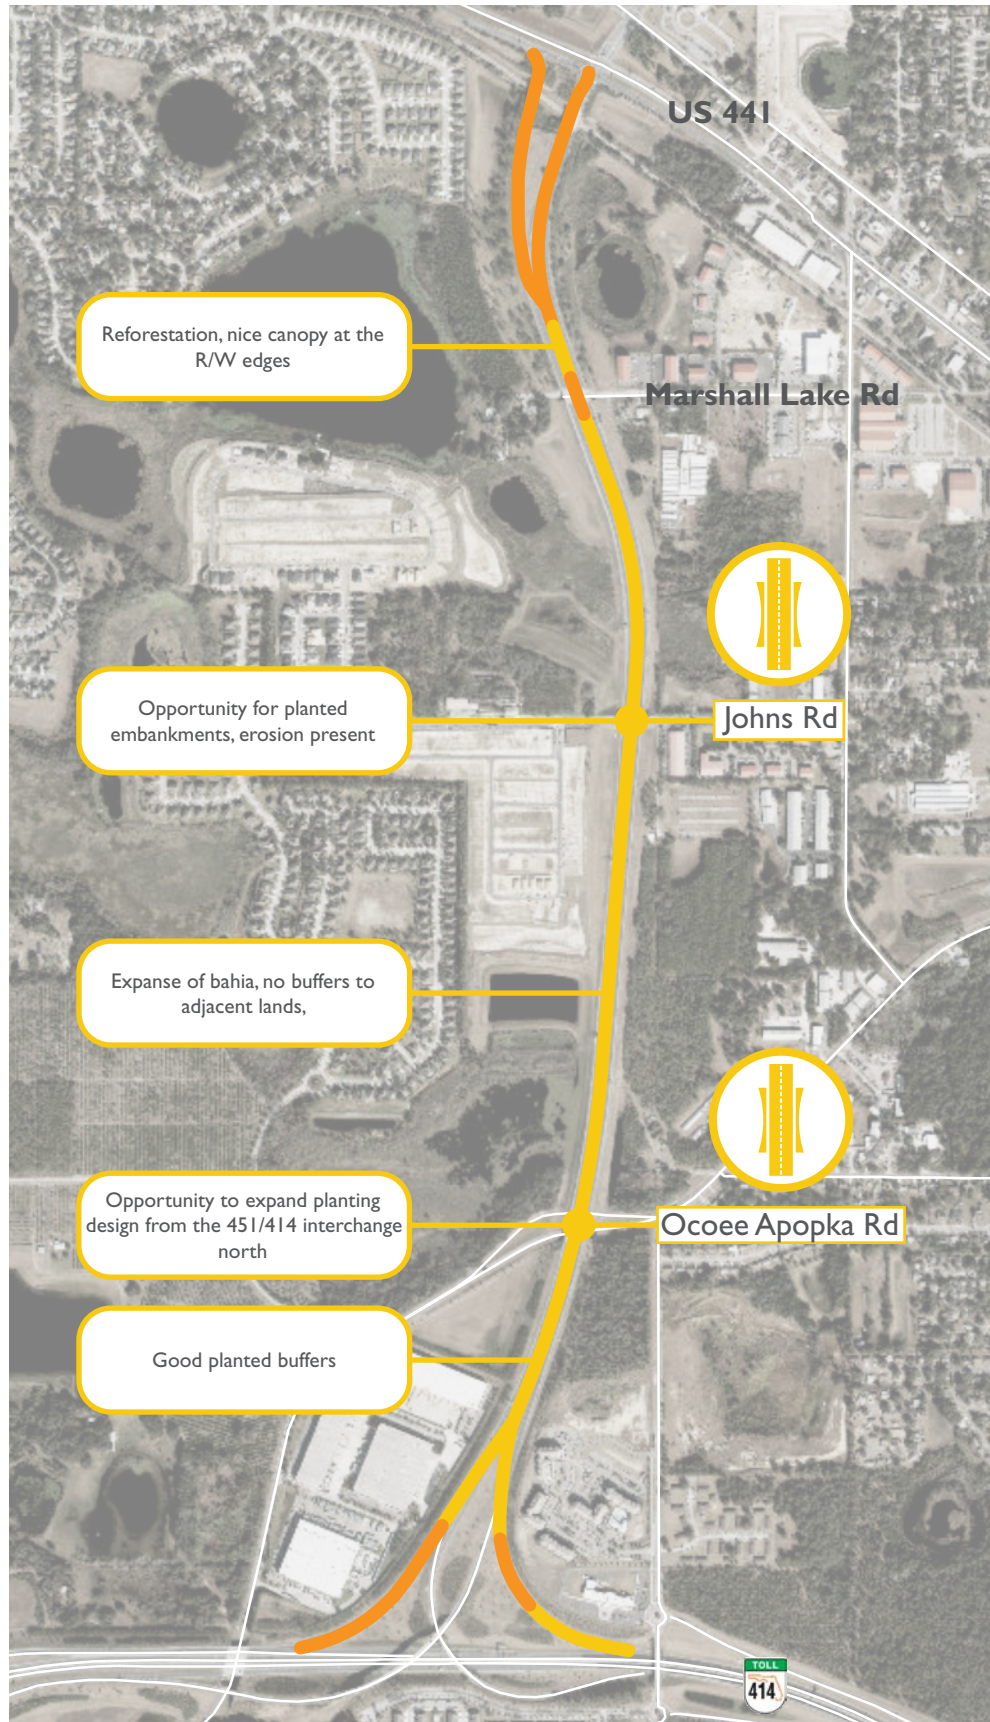 US 441
Reforestation, nice canopy at the
R/W edges
Marshall Lake Rd
Opportunity for planted
embankments, erosion present
Johns Rd
Expanse of bahia, no buffers to
adjacent lands,
Opportunity to expand planting
design from the 451/414 interchange
north
Ocoee Apopka Rd
Good planted buffers
TOLL
414